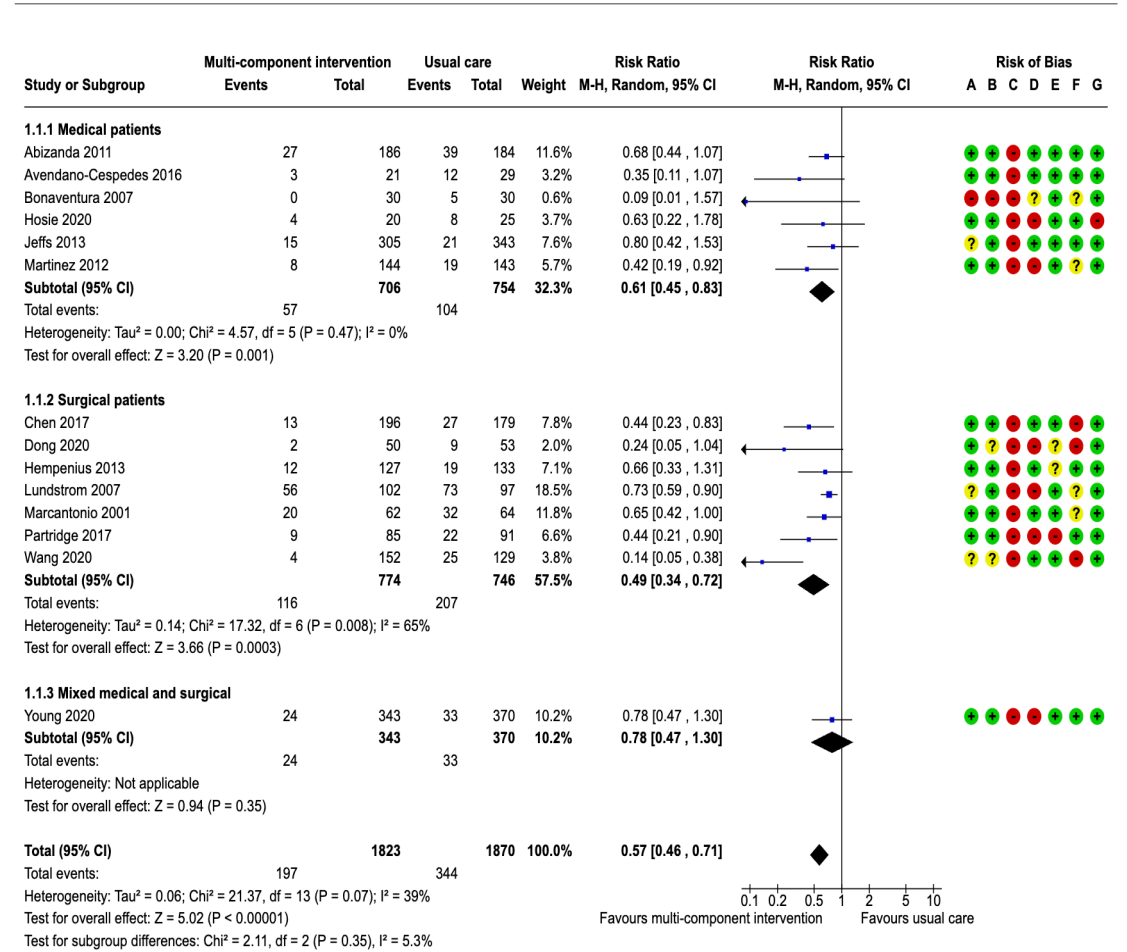 Multi-component intervention Usual care Risk Ratio Risk Ratio Risk of Bias
Study or Subgroup Events Total Events Total Weight M-H, Random, 95% CI M-H, Random, 95% CI A B C D E F G
1.1.1 Medical patients
Abizanda 2011 27 186 39 184 11.6% 0.68 [0.44 , 1.07] + + - + + + +
Avendano-Cespedes 2016 3 21 12 29 3.2% 0.35 [0.11 , 1.07] + + - + + + +
Bonaventura 2007 0 30 5 30 0.6% 0.09 [0.01 , 1.57] - - - ? + ? +
Hosie 2020 4 20 8 25 3.7% 0.63 [0.22 , 1.78] + + - - + + -
Jeffs 2013 15 305 21 343 7.6% 0.80 [0.42 , 1.53] ? + - + + + +
Martinez 2012 8 144 19 143 5.7% 0.42 [0.19 , 0.92] + + - - + ? +
Subtotal (95% CI) 706 754 32.3% 0.61 [0.45 , 0.83]
Total events: 57 104
Heterogeneity: Tau² = 0.00; Chi² = 4.57, df = 5 (P = 0.47); I² = 0%
Test for overall effect: Z = 3.20 (P = 0.001)
1.1.2 Surgical patients
Chen 2017 13 196 27 179 7.8% 0.44 [0.23 , 0.83] + + - + + - +
Dong 2020 2 50 9 53 2.0% 0.24 [0.05 , 1.04] + ? - - ? - +
Hempenius 2013 12 127 19 133 7.1% 0.66 [0.33 , 1.31] + + - + ? + +
Lundstrom 2007 56 102 73 97 18.5% 0.73 [0.59 , 0.90] ? + - - + ? +
Marcantonio 2001 20 62 32 64 11.8% 0.65 [0.42 , 1.00] + + - + + ? +
Partridge 2017 9 85 22 91 6.6% 0.44 [0.21 , 0.90] + + - - - + +
Wang 2020 4 152 25 129 3.8% 0.14 [0.05 , 0.38] ? ? - + + - +
Subtotal (95% CI) 774 746 57.5% 0.49 [0.34 , 0.72]
Total events: 116 207
Heterogeneity: Tau² = 0.14; Chi² = 17.32, df = 6 (P = 0.008); I² = 65%
Test for overall effect: Z = 3.66 (P = 0.0003)
1.1.3 Mixed medical and surgical
Young 2020 24 343 33 370 10.2% 0.78 [0.47 , 1.30] + + - - + + +
Subtotal (95% CI) 343 370 10.2% 0.78 [0.47 , 1.30]
Total events: 24 33
Heterogeneity: Not applicable
Test for overall effect: Z = 0.94 (P = 0.35)
Total (95% CI) 1823 1870 100.0% 0.57 [0.46 , 0.71]
Total events: 197 344
Heterogeneity: Tau² = 0.06; Chi² = 21.37, df = 13 (P = 0.07); I² = 39%
0.1 0.2 0.5 1 2 5 10
Test for overall effect: Z = 5.02 (P < 0.00001)
Favours multi-component intervention Favours usual care
Test for subgroup differences: Chi² = 2.11, df = 2 (P = 0.35), I² = 5.3%